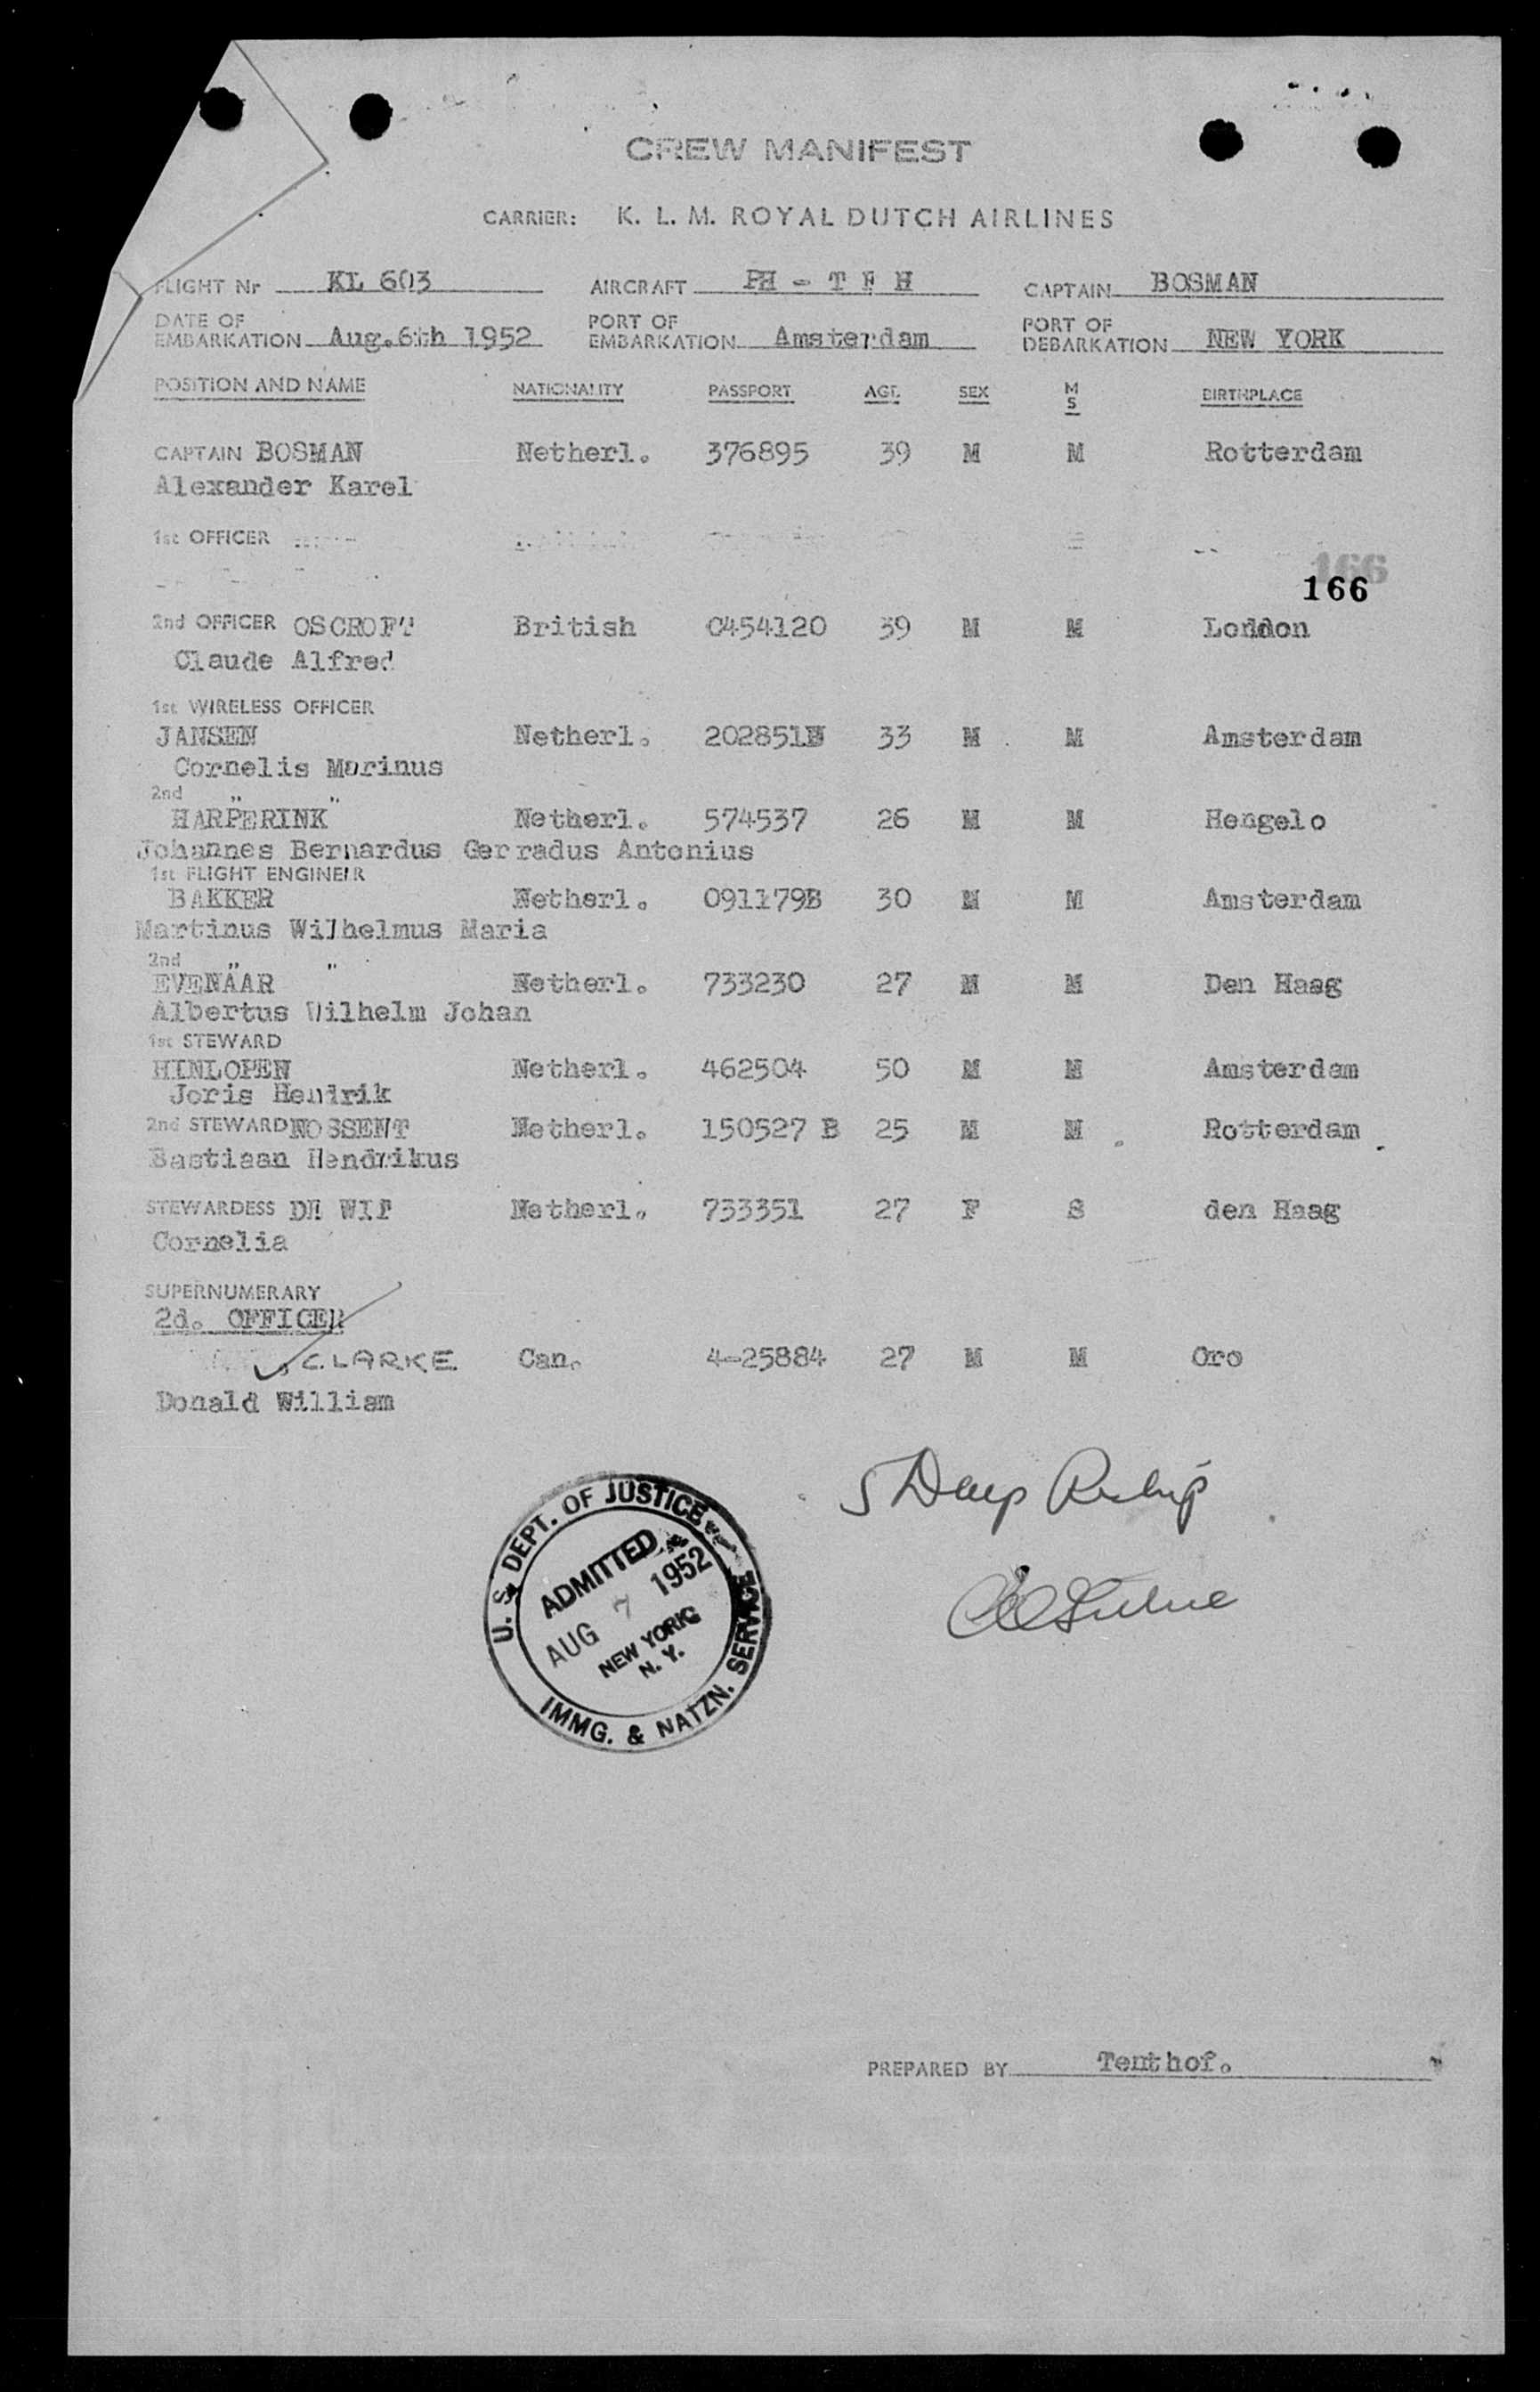 CREW MANIFEST
CARRIER: K. L. M. ROYAL DUTCH AIRLINES
FLIGHT Nr KL 603 AIRCRAFT PH - T F H CAPTAIN BOSMAN
DATE OF EMBARKATION Aug.6th 1952 PORT OF EMBARKATION Amsterdam PORT OF DEBARKATION NEW YORK
POSITION AND NAME NATIONALITY PASSPORT AGE SEX M S BIRTHPLACE
CAPTAIN BOSMAN Netherl. 376895 39 M M Rotterdam
Alexander Karel
1st OFFICER
166
166
2nd OFFICER OSCROFT British C454120 39 M M London
Claude Alfred
1st WIRELESS OFFICER
JANSEN Netherl. 202851 33 M M Amsterdam
Cornelis Marinus
2nd " "
HARPERINK Netherl. 574537 26 M M Hengelo
Johannes Bernardus Gerradus Antonius
1st FLIGHT ENGINEER
BAKKER Netherl. 091179B 30 M M Amsterdam
Martinus Wilhelmus Maria
2nd " "
EVENAAR Netherl. 733230 27 M M Den Haag
Albertus Wilhelm Johan
1st STEWARD
HINLOPEN Netherl. 462504 50 M M Amsterdam
Joris Hendrik
2nd STEWARD NOSSENT Netherl. 150527 B 25 M M Rotterdam
Bastiaan Hendrikus
STEWARDESS DE WIT Netherl. 733351 27 F S den Haag
Cornelia
SUPERNUMERARY
2d. OFFICER
CLARKE Can. 4-25884 27 M M Oro
Donald William
U. S. DEPT. OF JUSTICE
ADMITTED
AUG 7 1952
NEW YORK
N. Y.
IMMG. & NATZN. SERVICE
PREPARED BY Tenthof.